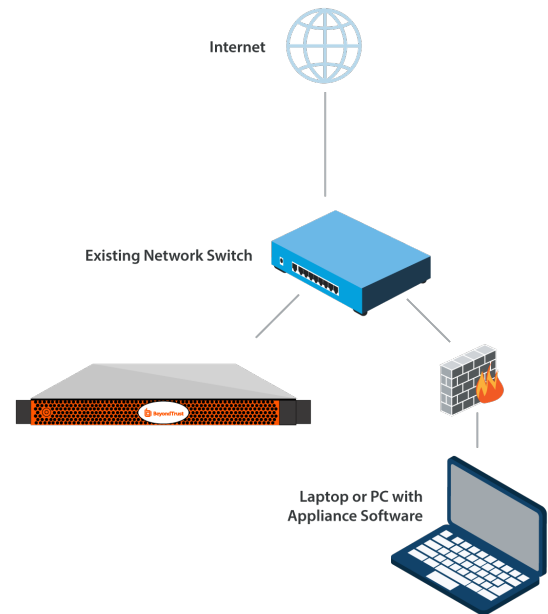 Internet
Existing Network Switch
BeyondTrust
Laptop or PC with
Appliance Software